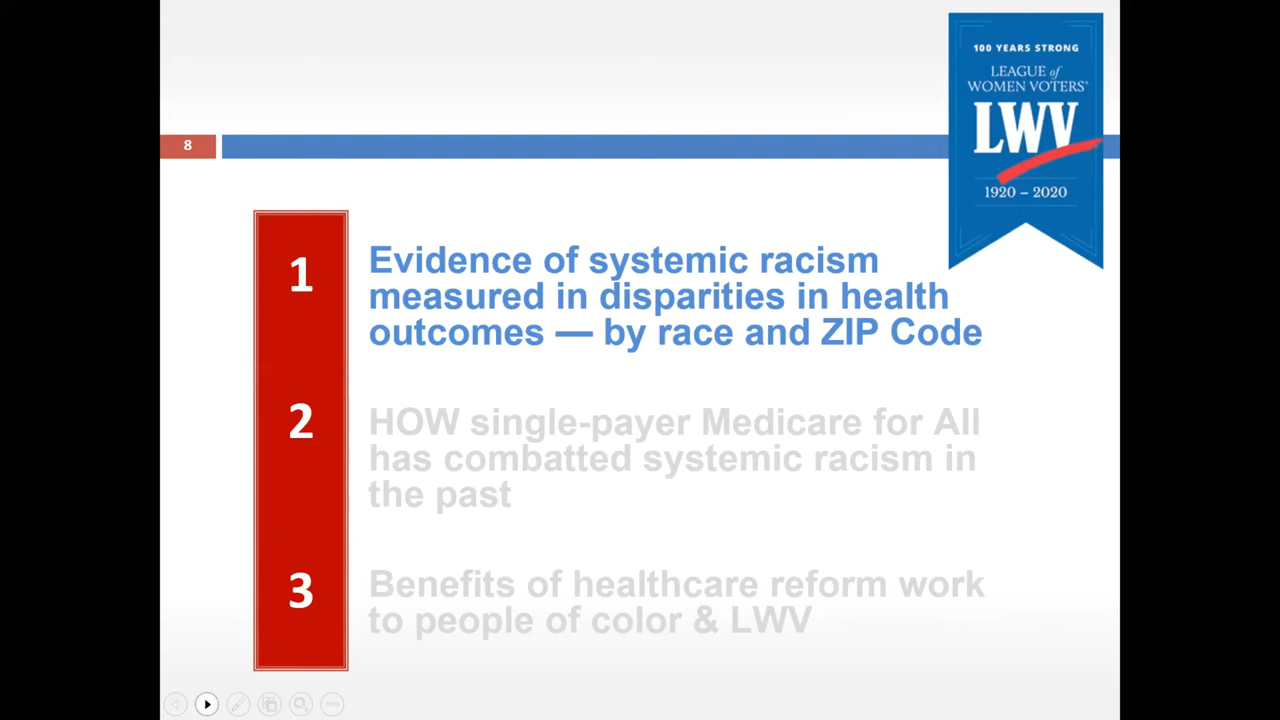 100 YEARS STRONG
LEAGUE of
WOMEN VOTERS®
LWV
1920 – 2020
8
1
Evidence of systemic racism
measured in disparities in health
outcomes — by race and ZIP Code
2
HOW single-payer Medicare for All
has combatted systemic racism in
the past
3
Benefits of healthcare reform work
to people of color & LWV